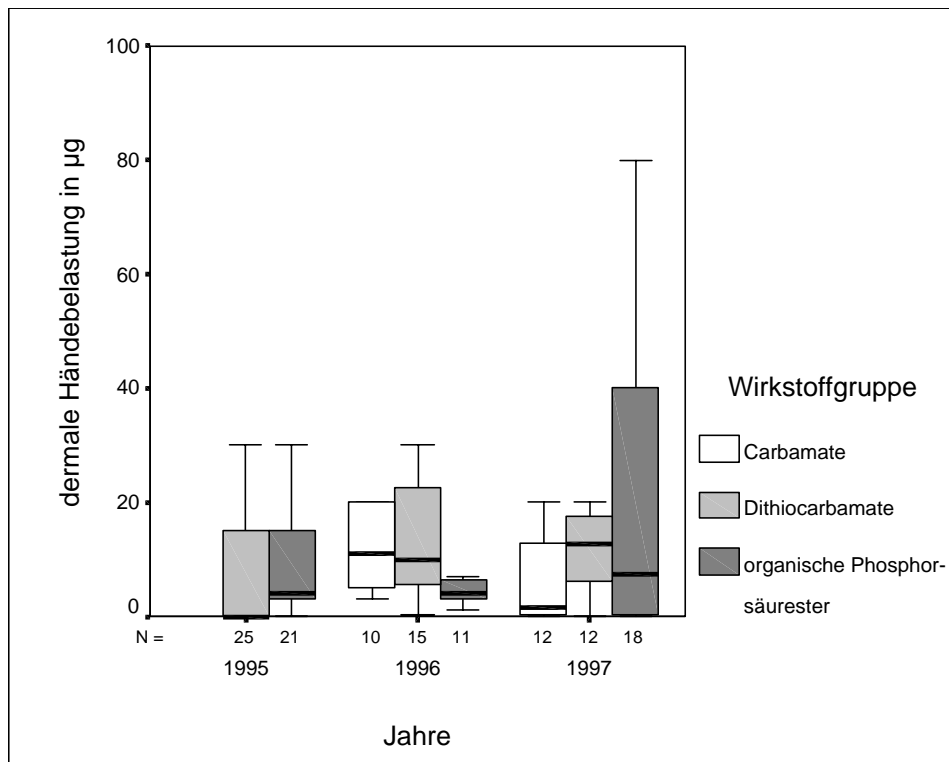 dermale Händebelastung in µg
100
80
60
40
20
0
N =
25 21 10 15 11 12 12 18
1995 1996 1997
Jahre
Wirkstoffgruppe
Carbamate
Dithiocarbamate
organische Phosphor-
säurester